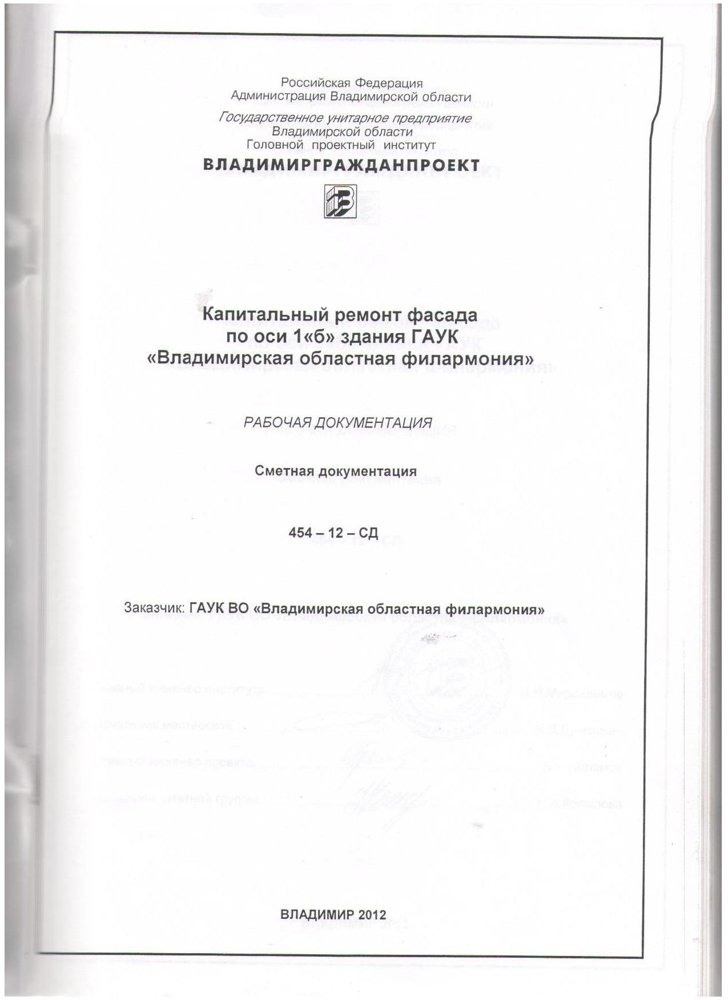 Российская Федерация
Администрация Владимирской области
Государственное унитарное предприятие
Владимирской области
Головной проектный институт
ВЛАДИМИРГРАЖДАНПРОЕКТ
Капитальный ремонт фасада
по оси 1«б» здания ГАУК
«Владимирская областная филармония»
РАБОЧАЯ ДОКУМЕНТАЦИЯ
Сметная документация
454 – 12 – СД
Заказчик: ГАУК ВО «Владимирская областная филармония»
ВЛАДИМИР 2012